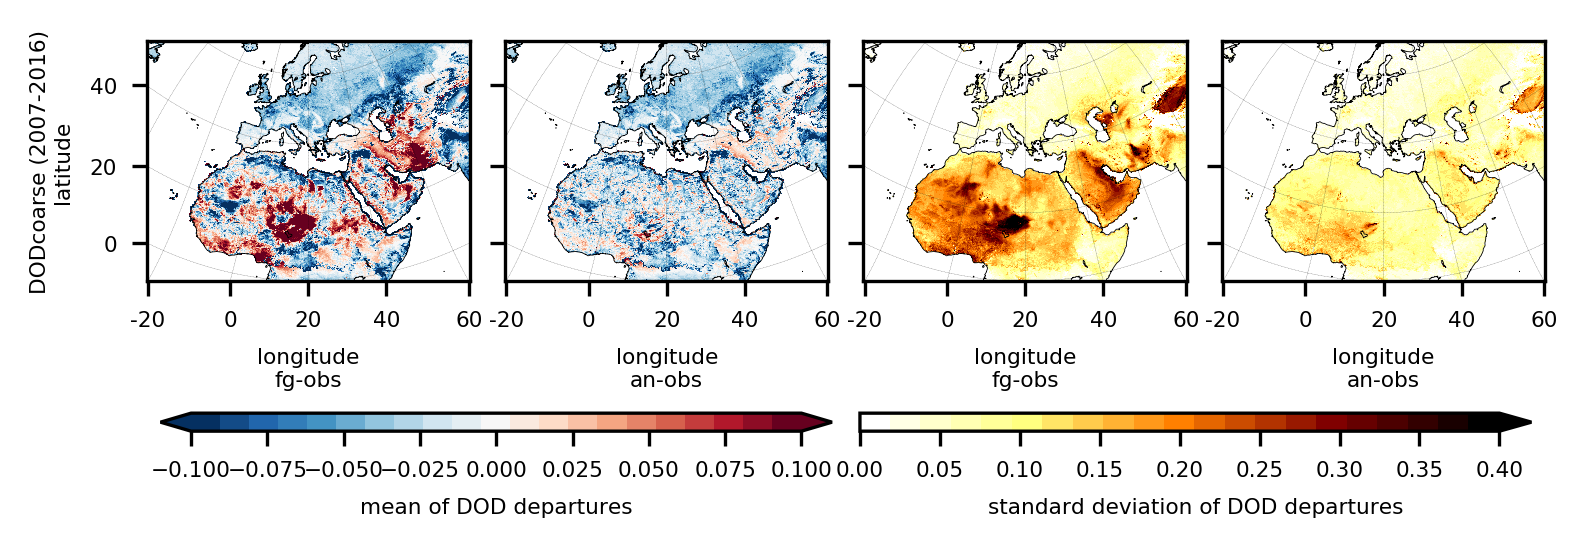 DODcoarse (2007-2016)
latitude
40
20
0
-20 0 20 40 60
-20 0 20 40 60
-20 0 20 40 60
-20 0 20 40 60
longitude
fg-obs
longitude
an-obs
longitude
fg-obs
longitude
an-obs
−0.100 −0.075 −0.050 −0.025 0.000 0.025 0.050 0.075 0.100
mean of DOD departures
0.00 0.05 0.10 0.15 0.20 0.25 0.30 0.35 0.40
standard deviation of DOD departures